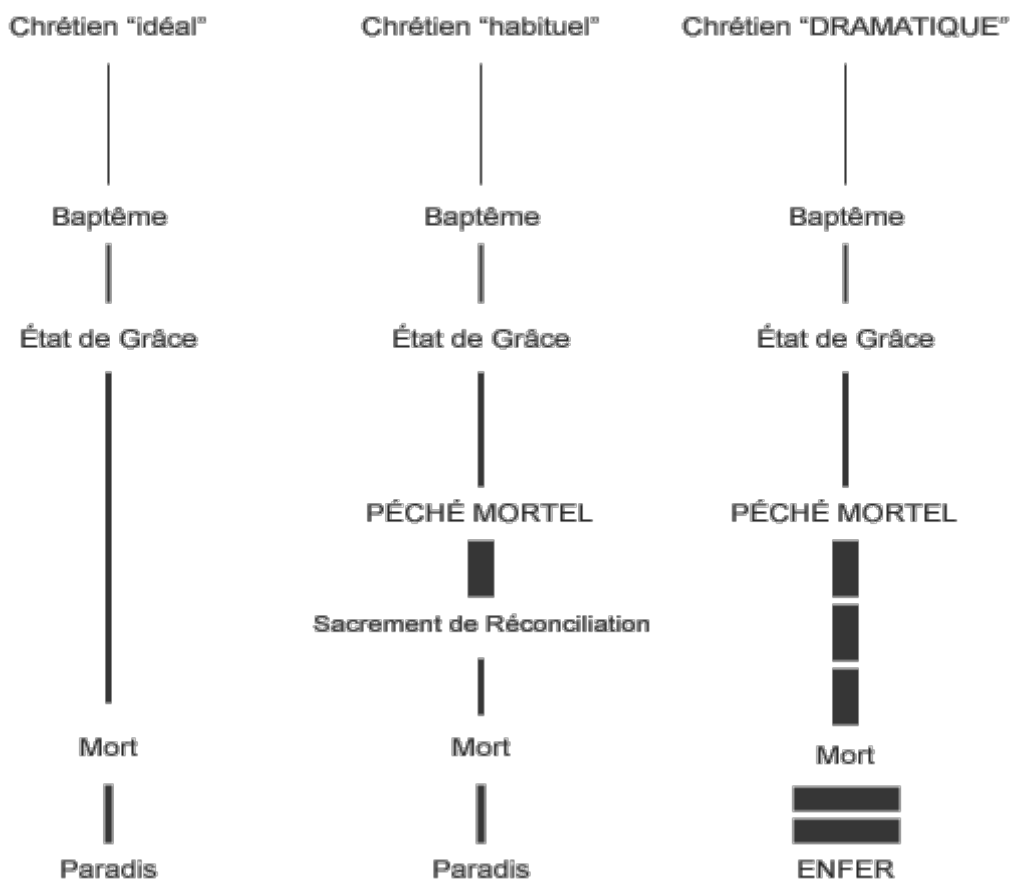 Chrétien “idéal”
Chrétien “habituel”
Chrétien “DRAMATIQUE”
Baptême
Baptême
Baptême
État de Grâce
État de Grâce
État de Grâce
PÉCHÉ MORTEL
PÉCHÉ MORTEL
Sacrement de Réconciliation
Mort
Mort
Mort
Paradis
Paradis
ENFER